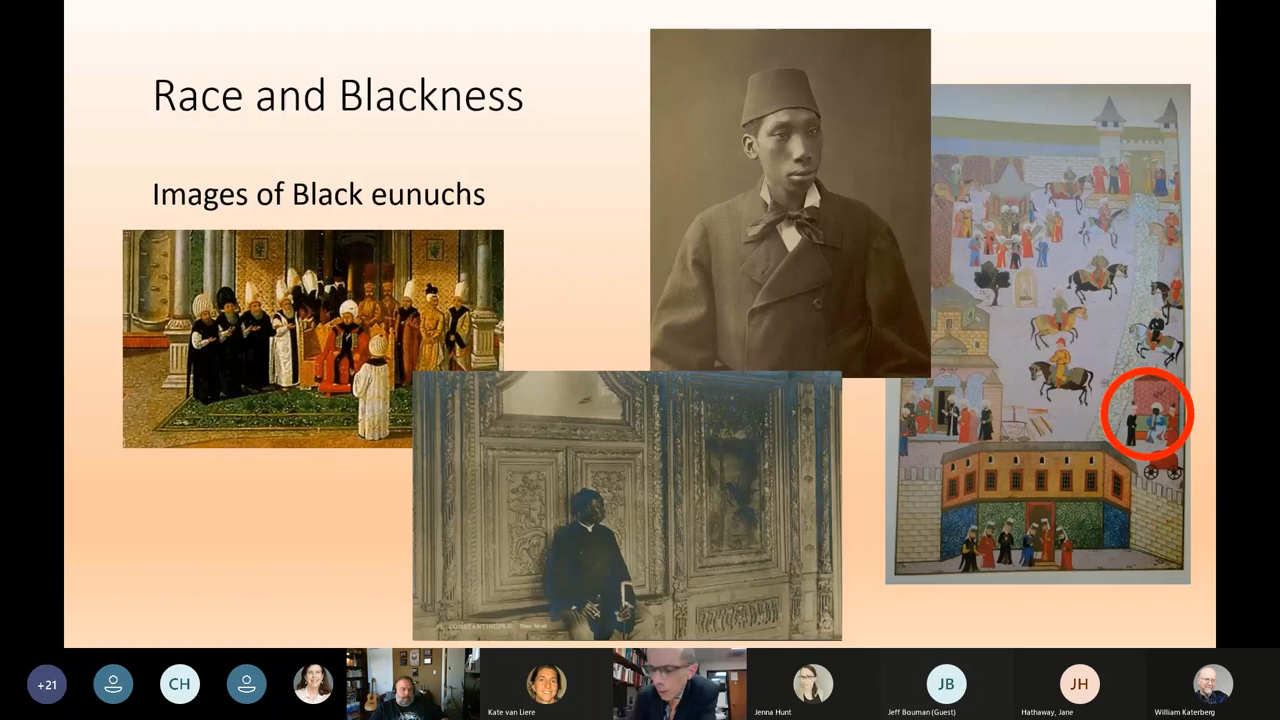 Race and Blackness
Images of Black eunuchs
CONSTANTINOPLE.
+21
CH
Kate van Liere
Jenna Hunt
JB
Jeff Bouman (Guest)
JH
Hathaway, Jane
William Katerberg